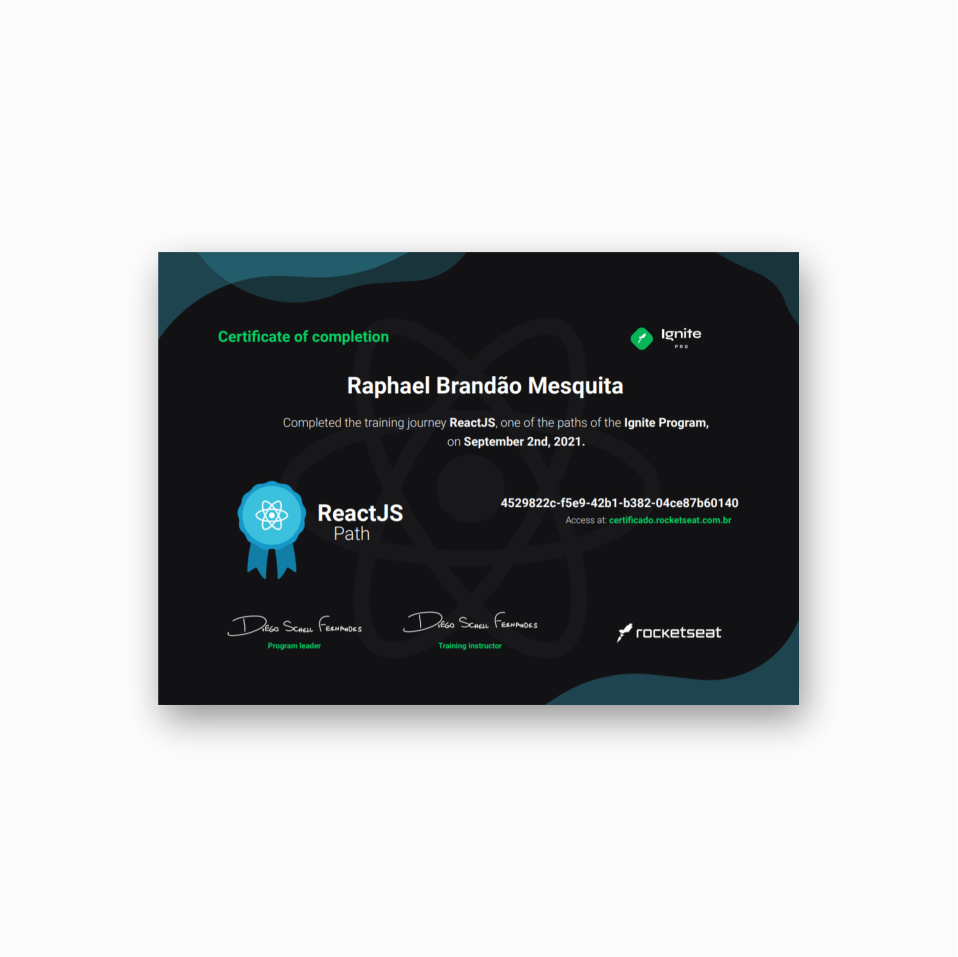 Certificate of completion
Ignite
PRO
Raphael Brandão Mesquita
Completed the training journey ReactJS, one of the paths of the Ignite Program,
on September 2nd, 2021.
4529822c-f5e9-42b1-b382-04ce87b60140
Access at: certificado.rocketseat.com.br
ReactJS
Path
Diego Schell Fernandes
Program leader
Diego Schell Fernandes
Training instructor
rocketseat